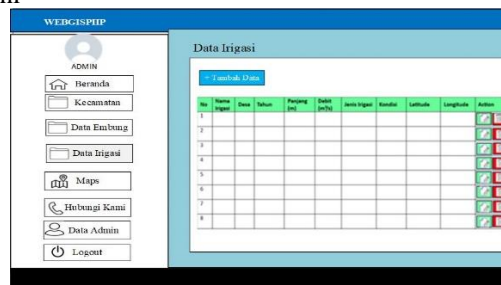 WEBGISPHP
ADMIN
Beranda
Kecamatan
Data Embung
Data Irigasi
Maps
Hubungi Kami
Data Admin
Logout
Data Irigasi
+ Tambah Data
No Nama Irigasi Desa Tahun Panjang (m) Debit (m³/s) Jenis Irigasi Kondisi Latitude Longitude Action
1
2
3
4
5
6
7
8